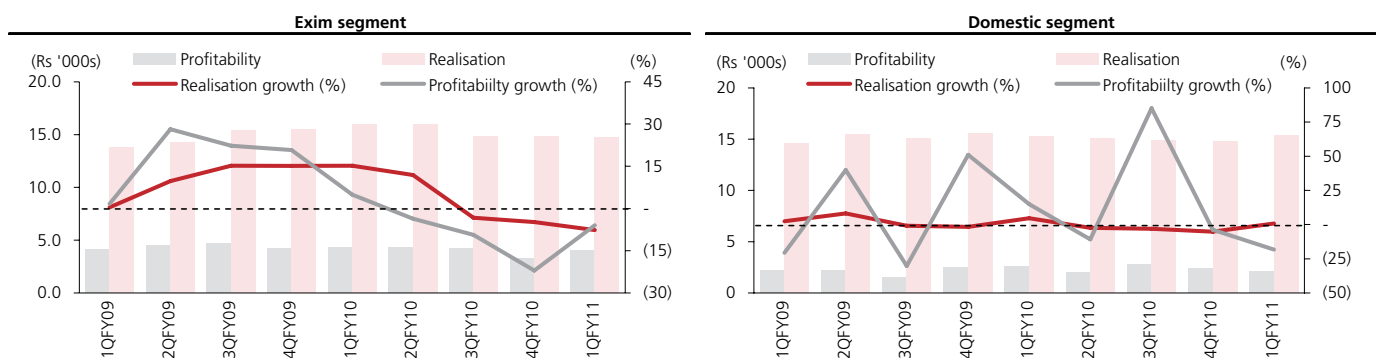 Exim segment
(Rs '000s) Profitability Realisation (%)
Realisation growth (%) Profitabiilty growth (%)
20.0 45
30
15.0
15
10.0
-
5.0
(15)
0.0 (30)
1QFY09 2QFY09 3QFY09 4QFY09 1QFY10 2QFY10 3QFY10 4QFY10 1QFY11
Domestic segment
(Rs '000s) Profitability Realisation (%)
Realisation growth (%) Profitability growth (%)
20 100
75
15
50
10
25
-
5
(25)
0 (50)
1QFY09 2QFY09 3QFY09 4QFY09 1QFY10 2QFY10 3QFY10 4QFY10 1QFY11